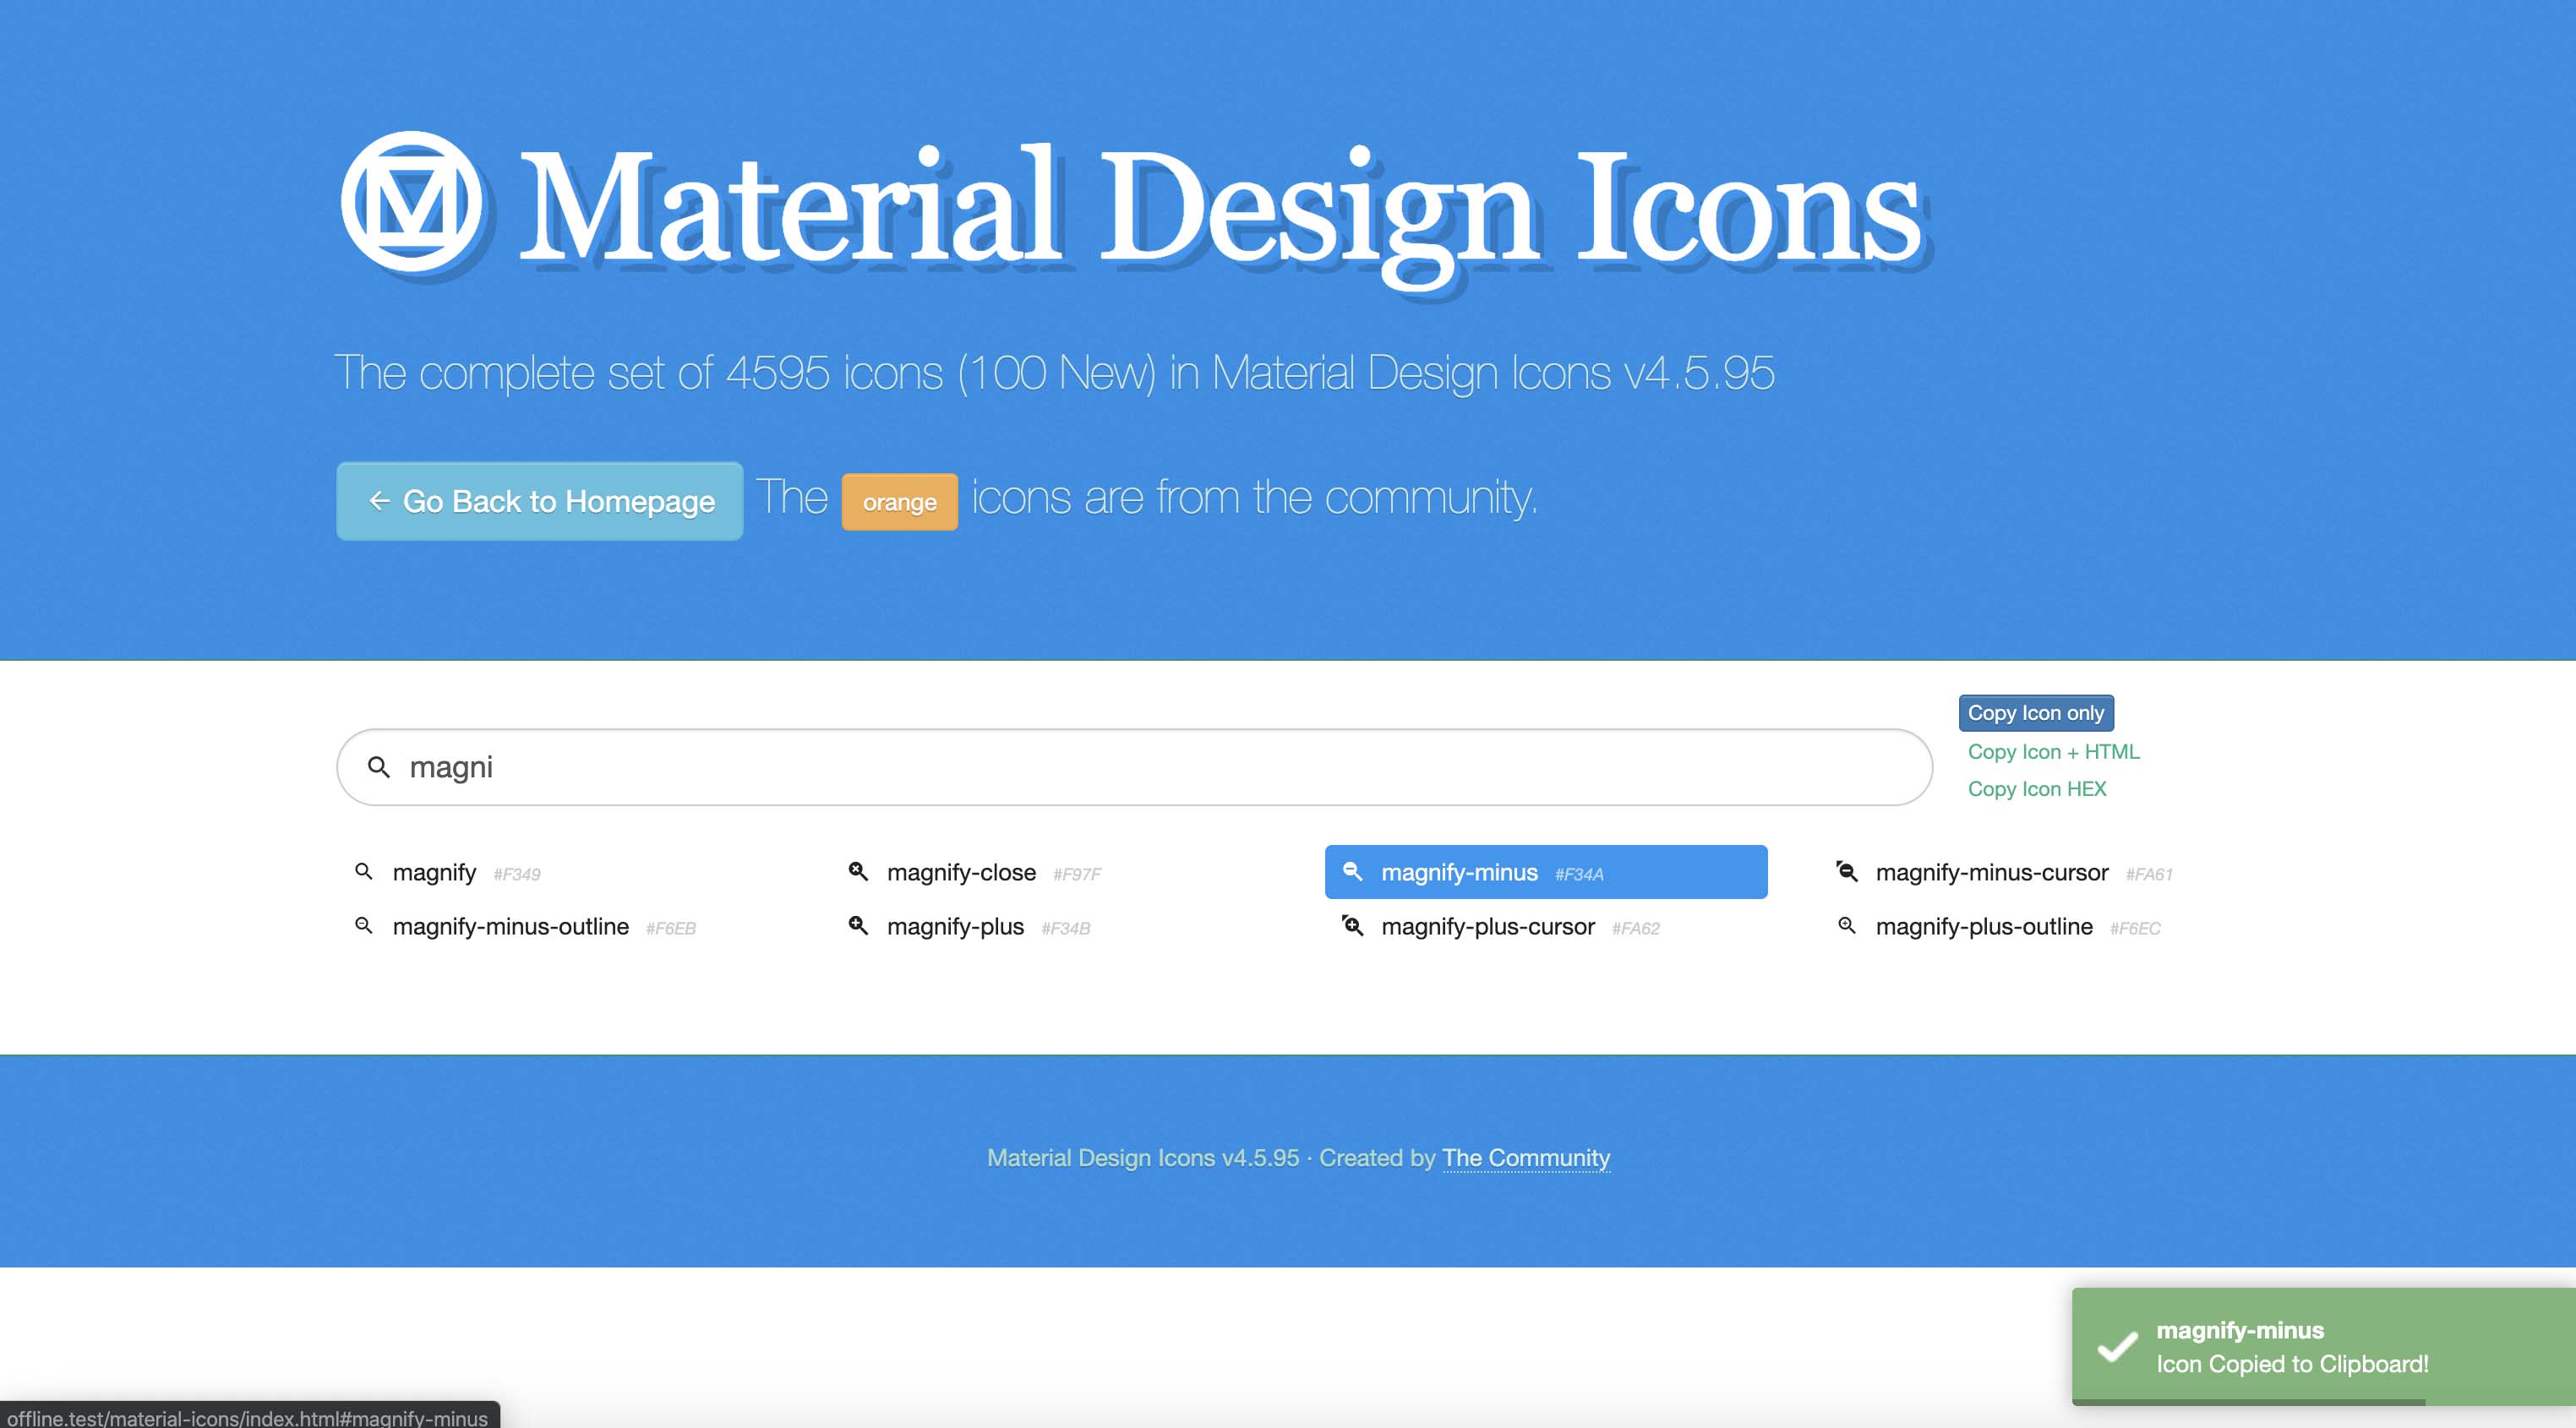 Material Design Icons
The complete set of 4595 icons (100 New) in Material Design Icons v4.5.95
Go Back to Homepage The orange icons are from the community.
Copy Icon only
magni
Copy Icon + HTML
Copy Icon HEX
magnify #F349 magnify-close #F97F magnify-minus #F34A magnify-minus-cursor #FA61
magnify-minus-outline #F6EB magnify-plus #F34B magnify-plus-cursor #FA62 magnify-plus-outline #F6EC
Material Design Icons v4.5.95 · Created by The Community
magnify-minus
Icon Copied to Clipboard!
offline.test/material-icons/index.html#magnify-minus